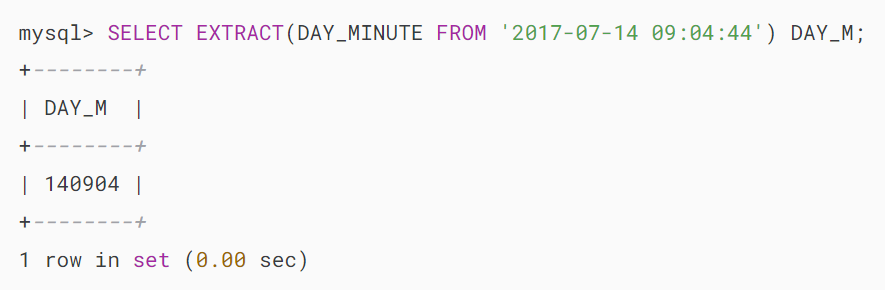 mysql> SELECT EXTRACT(DAY_MINUTE FROM '2017-07-14 09:04:44') DAY_M;
+--------+
| DAY_M  |
+--------+
| 140904 |
+--------+
1 row in set (0.00 sec)